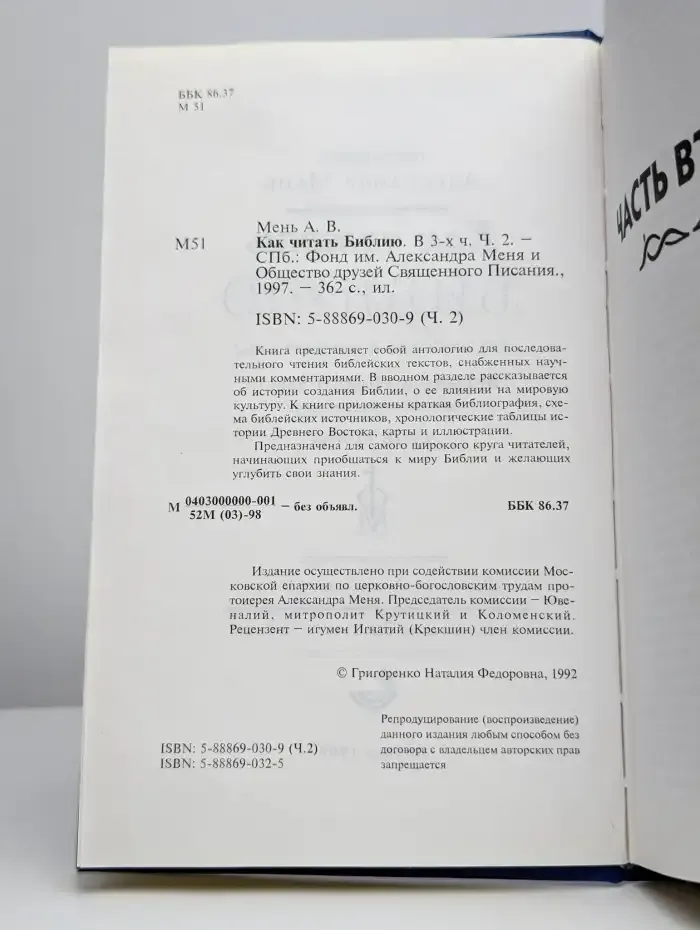 ББК 86.37
М 51
Мень А. В.
М51 Как читать Библию. В 3-х ч. Ч. 2. –
СПб.: Фонд им. Александра Меня и
Общество друзей Священного Писания.,
1997. – 362 с., ил.
ISBN: 5-88869-030-9 (Ч. 2)
Книга представляет собой антологию для последова-
тельного чтения библейских текстов, снабженных науч-
ными комментариями. В вводном разделе рассказывается
об истории создания Библии, о ее влиянии на мировую
культуру. К книге приложены краткая библиография, схе-
ма библейских источников, хронологические таблицы ис-
тории Древнего Востока, карты и иллюстрации.
Предназначена для самого широкого круга читателей,
начинающих приобщаться к миру Библии и желающих
углубить свои знания.
М 0403000000-001 – без объявл. ББК 86.37
52М (03)-98
Издание осуществлено при содействии комиссии Мос-
ковской епархии по церковно-богословским трудам про-
тоиерея Александра Меня. Председатель комиссии – Юве-
налий, митрополит Крутицкий и Коломенский.
Рецензент – игумен Игнатий (Крекшин) член комиссии.
© Григоренко Наталия Федоровна, 1992
Репродуцирование (воспроизведение)
данного издания любым способом без
договора с владельцем авторских прав
запрещается
ISBN: 5-88869-030-9 (Ч.2)
ISBN: 5-88869-032-5
ЧАСТЬ